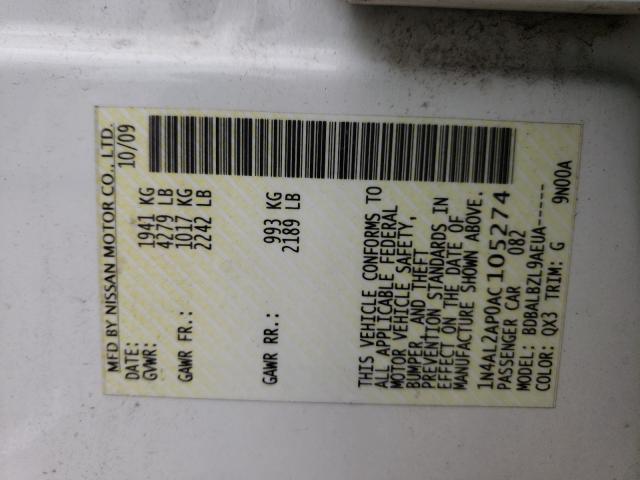 MFD BY NISSAN MOTOR CO., LTD.
DATE: 10/09
GVWR: 1941 KG
4279 LB
GAWR FR.: 1017 KG
2242 LB
GAWR RR.: 993 KG
2189 LB
THIS VEHICLE CONFORMS TO
ALL APPLICABLE FEDERAL
MOTOR VEHICLE SAFETY,
BUMPER, AND THEFT
PREVENTION STANDARDS IN
EFFECT ON THE DATE OF
MANUFACTURE SHOWN ABOVE.
1N4AL2AP0AC105274
PASSENGER CAR 082
MODEL: BDBALBZL9AEUA-----
COLOR: QX3 TRIM: G 9N00A